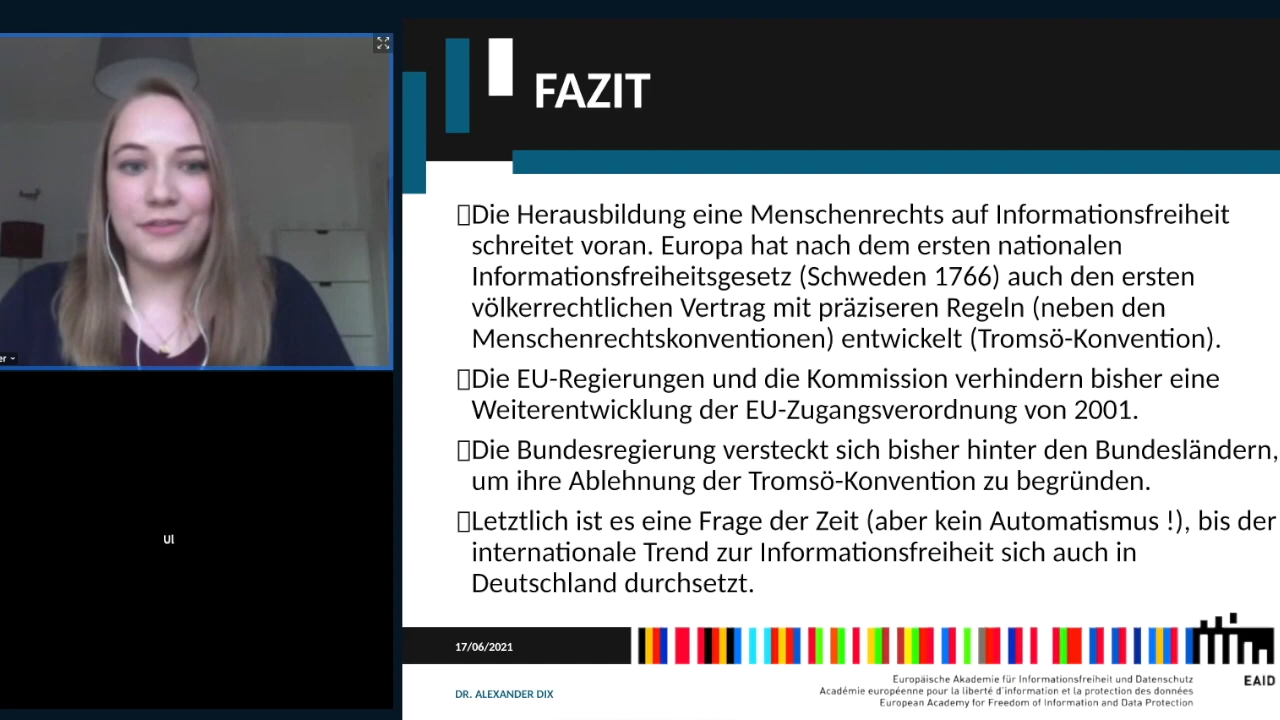 FAZIT
Die Herausbildung eine Menschenrechts auf Informationsfreiheit
schreitet voran. Europa hat nach dem ersten nationalen
Informationsfreiheitsgesetz (Schweden 1766) auch den ersten
völkerrechtlichen Vertrag mit präziseren Regeln (neben den
Menschenrechtskonventionen) entwickelt (Tromsö-Konvention).
Die EU-Regierungen und die Kommission verhindern bisher eine
Weiterentwicklung der EU-Zugangsverordnung von 2001.
Die Bundesregierung versteckt sich bisher hinter den Bundesländern,
um ihre Ablehnung der Tromsö-Konvention zu begründen.
Letztlich ist es eine Frage der Zeit (aber kein Automatismus !), bis der
internationale Trend zur Informationsfreiheit sich auch in
Deutschland durchsetzt.
er
Ul
17/06/2021
DR. ALEXANDER DIX
Europäische Akademie für Informationsfreiheit und Datenschutz
Académie européenne pour la liberté d'information et la protection des données
European Academy for Freedom of Information and Data Protection
EAID